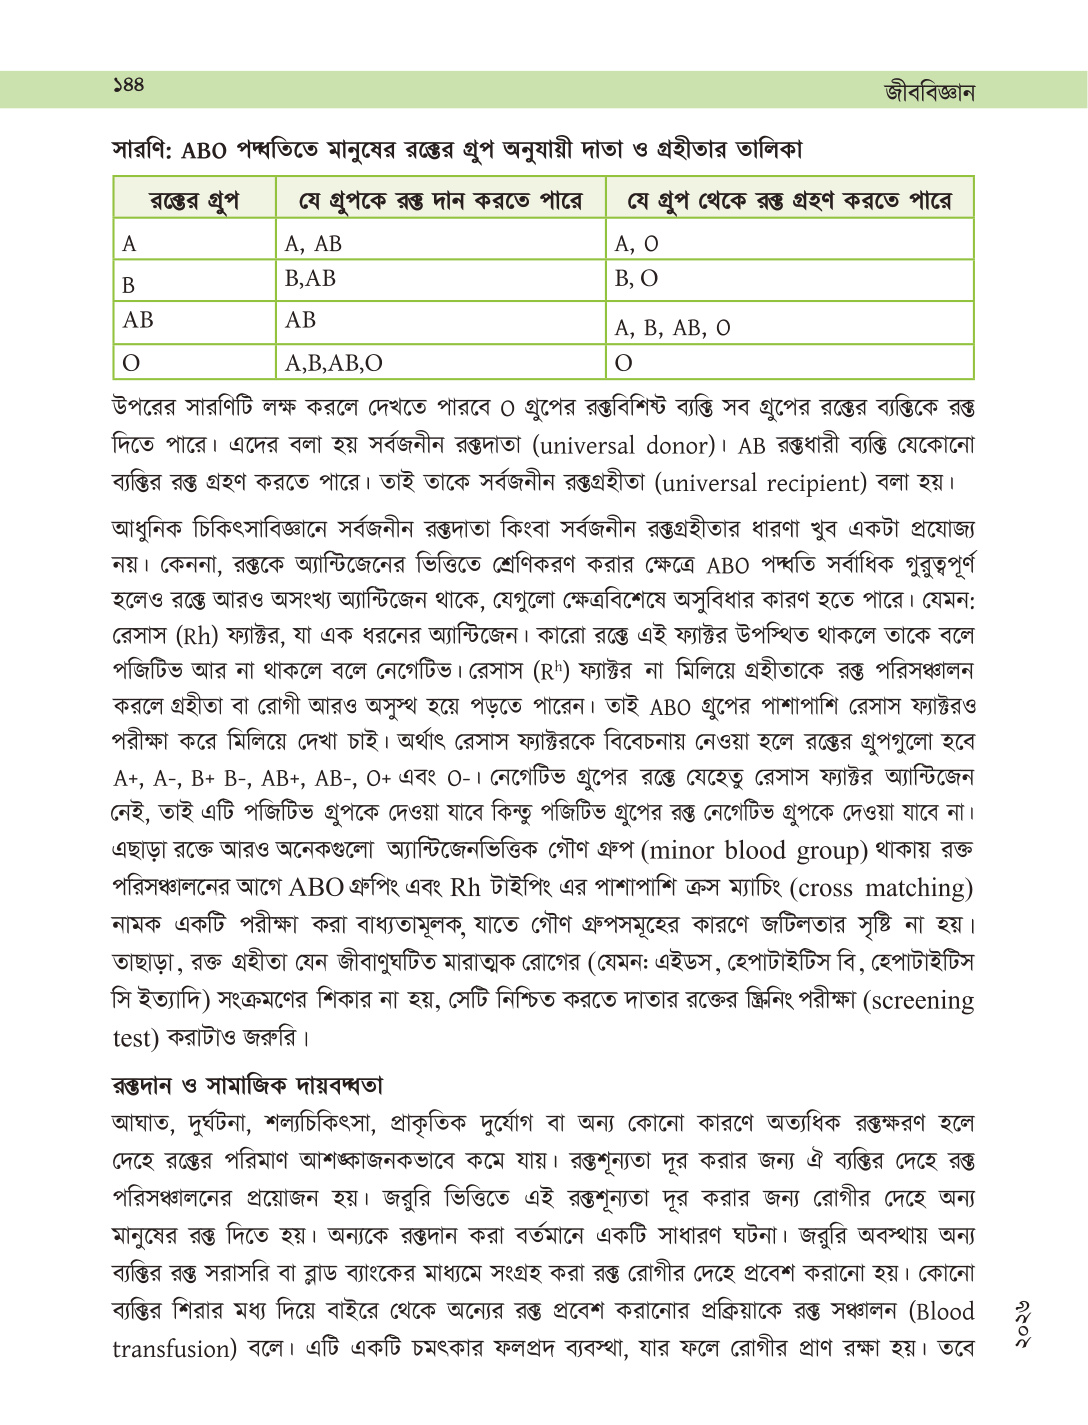 ১৪৪
জীববিজ্ঞান
সারণি: ABO পদ্ধতিতে মানুষের রক্তের গ্রুপ অনুযায়ী দাতা ও গ্রহীতার তালিকা
রক্তের গ্রুপ যে গ্রুপকে রক্ত দান করতে পারে যে গ্রুপ থেকে রক্ত গ্রহণ করতে পারে
A A, AB A, O
B B,AB B, O
AB AB A, B, AB, O
O A,B,AB,O O
উপরের সারণিটি লক্ষ করলে দেখতে পারবে O গ্রুপের রক্তবিশিষ্ট ব্যক্তি সব গ্রুপের রক্তের ব্যক্তিকে রক্ত
দিতে পারে। এদের বলা হয় সর্বজনীন রক্তদাতা (universal donor)। AB রক্তধারী ব্যক্তি যেকোনো
ব্যক্তির রক্ত গ্রহণ করতে পারে। তাই তাকে সর্বজনীন রক্তগ্রহীতা (universal recipient) বলা হয়।
আধুনিক চিকিৎসাবিজ্ঞানে সর্বজনীন রক্তদাতা কিংবা সর্বজনীন রক্তগ্রহীতার ধারণা খুব একটা প্রযোজ্য
নয়। কেননা, রক্তকে অ্যান্টিজেনের ভিত্তিতে শ্রেণিকরণ করার ক্ষেত্রে ABO পদ্ধতি সর্বাধিক গুরুত্বপূর্ণ
হলেও রক্তে আরও অসংখ্য অ্যান্টিজেন থাকে, যেগুলো ক্ষেত্রবিশেষে অসুবিধার কারণ হতে পারে। যেমন:
রেসাস (Rh) ফ্যাক্টর, যা এক ধরনের অ্যান্টিজেন। কারো রক্তে এই ফ্যাক্টর উপস্থিত থাকলে তাকে বলে
পজিটিভ আর না থাকলে বলে নেগেটিভ। রেসাস (Rʰ) ফ্যাক্টর না মিলিয়ে গ্রহীতাকে রক্ত পরিসঞ্চালন
করলে গ্রহীতা বা রোগী আরও অসুস্থ হয়ে পড়তে পারেন। তাই ABO গ্রুপের পাশাপাশি রেসাস ফ্যাক্টরও
পরীক্ষা করে মিলিয়ে দেখা চাই। অর্থাৎ রেসাস ফ্যাক্টরকে বিবেচনায় নেওয়া হলে রক্তের গ্রুপগুলো হবে
A+, A-, B+ B-, AB+, AB-, O+ এবং O-। নেগেটিভ গ্রুপের রক্তে যেহেতু রেসাস ফ্যাক্টর অ্যান্টিজেন
নেই, তাই এটি পজিটিভ গ্রুপকে দেওয়া যাবে কিন্তু পজিটিভ গ্রুপের রক্ত নেগেটিভ গ্রুপকে দেওয়া যাবে না।
এছাড়া রক্তে আরও অনেকগুলো অ্যান্টিজেনভিত্তিক গৌণ গ্রুপ (minor blood group) থাকায় রক্ত
পরিসঞ্চালনের আগে ABO গ্রুপিং এবং Rh টাইপিং এর পাশাপাশি ক্রস ম্যাচিং (cross matching)
নামক একটি পরীক্ষা করা বাধ্যতামূলক, যাতে গৌণ গ্রুপসমূহের কারণে জটিলতার সৃষ্টি না হয়।
তাছাড়া, রক্ত গ্রহীতা যেন জীবাণুঘটিত মারাত্মক রোগের (যেমন: এইডস, হেপাটাইটিস বি, হেপাটাইটিস
সি ইত্যাদি) সংক্রমণের শিকার না হয়, সেটি নিশ্চিত করতে দাতার রক্তের স্ক্রিনিং পরীক্ষা (screening
test) করাটাও জরুরি।
রক্তদান ও সামাজিক দায়বদ্ধতা
আঘাত, দুর্ঘটনা, শল্যচিকিৎসা, প্রাকৃতিক দুর্যোগ বা অন্য কোনো কারণে অত্যধিক রক্তক্ষরণ হলে
দেহে রক্তের পরিমাণ আশঙ্কাজনকভাবে কমে যায়। রক্তশূন্যতা দূর করার জন্য ঐ ব্যক্তির দেহে রক্ত
পরিসঞ্চালনের প্রয়োজন হয়। জরুরি ভিত্তিতে এই রক্তশূন্যতা দূর করার জন্য রোগীর দেহে অন্য
মানুষের রক্ত দিতে হয়। অন্যকে রক্তদান করা বর্তমানে একটি সাধারণ ঘটনা। জরুরি অবস্থায় অন্য
ব্যক্তির রক্ত সরাসরি বা ব্লাড ব্যাংকের মাধ্যমে সংগ্রহ করা রক্ত রোগীর দেহে প্রবেশ করানো হয়। কোনো
ব্যক্তির শিরার মধ্য দিয়ে বাইরে থেকে অন্যের রক্ত প্রবেশ করানোর প্রক্রিয়াকে রক্ত সঞ্চালন (Blood
transfusion) বলে। এটি একটি চমৎকার ফলপ্রদ ব্যবস্থা, যার ফলে রোগীর প্রাণ রক্ষা হয়। তবে
২০২৬